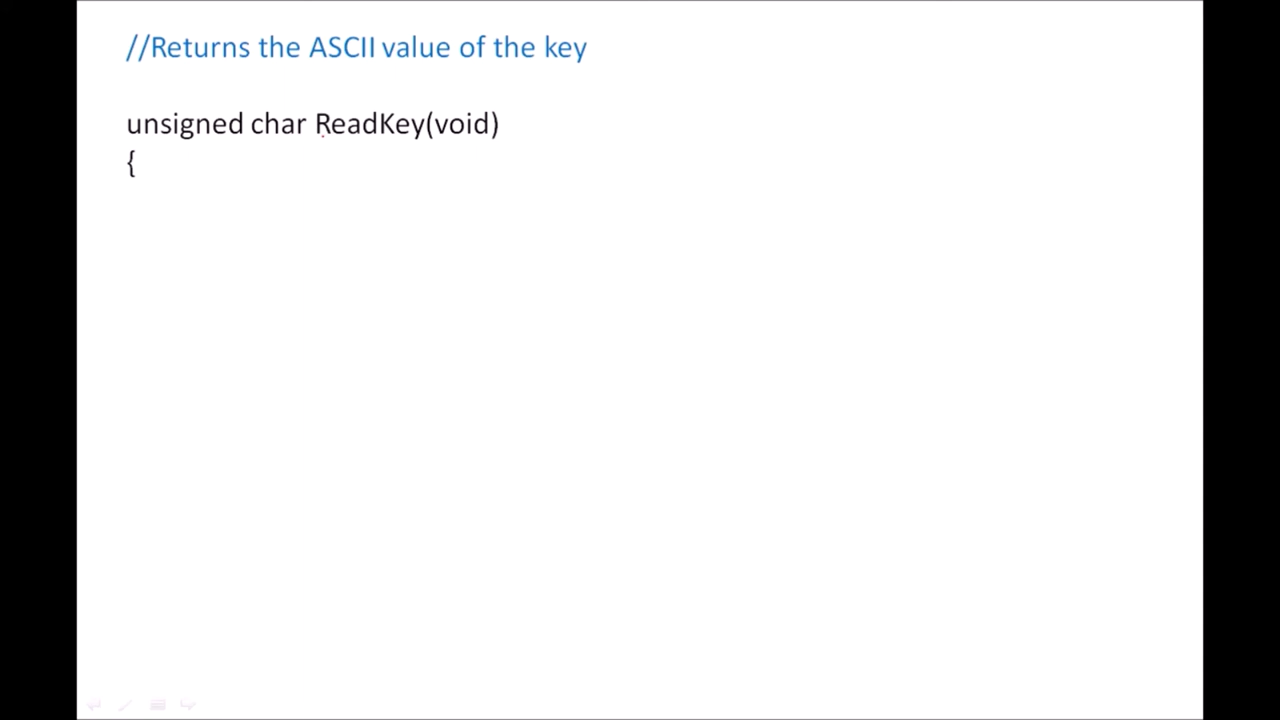 //Returns the ASCII value of the key
unsigned char ReadKey(void)
{